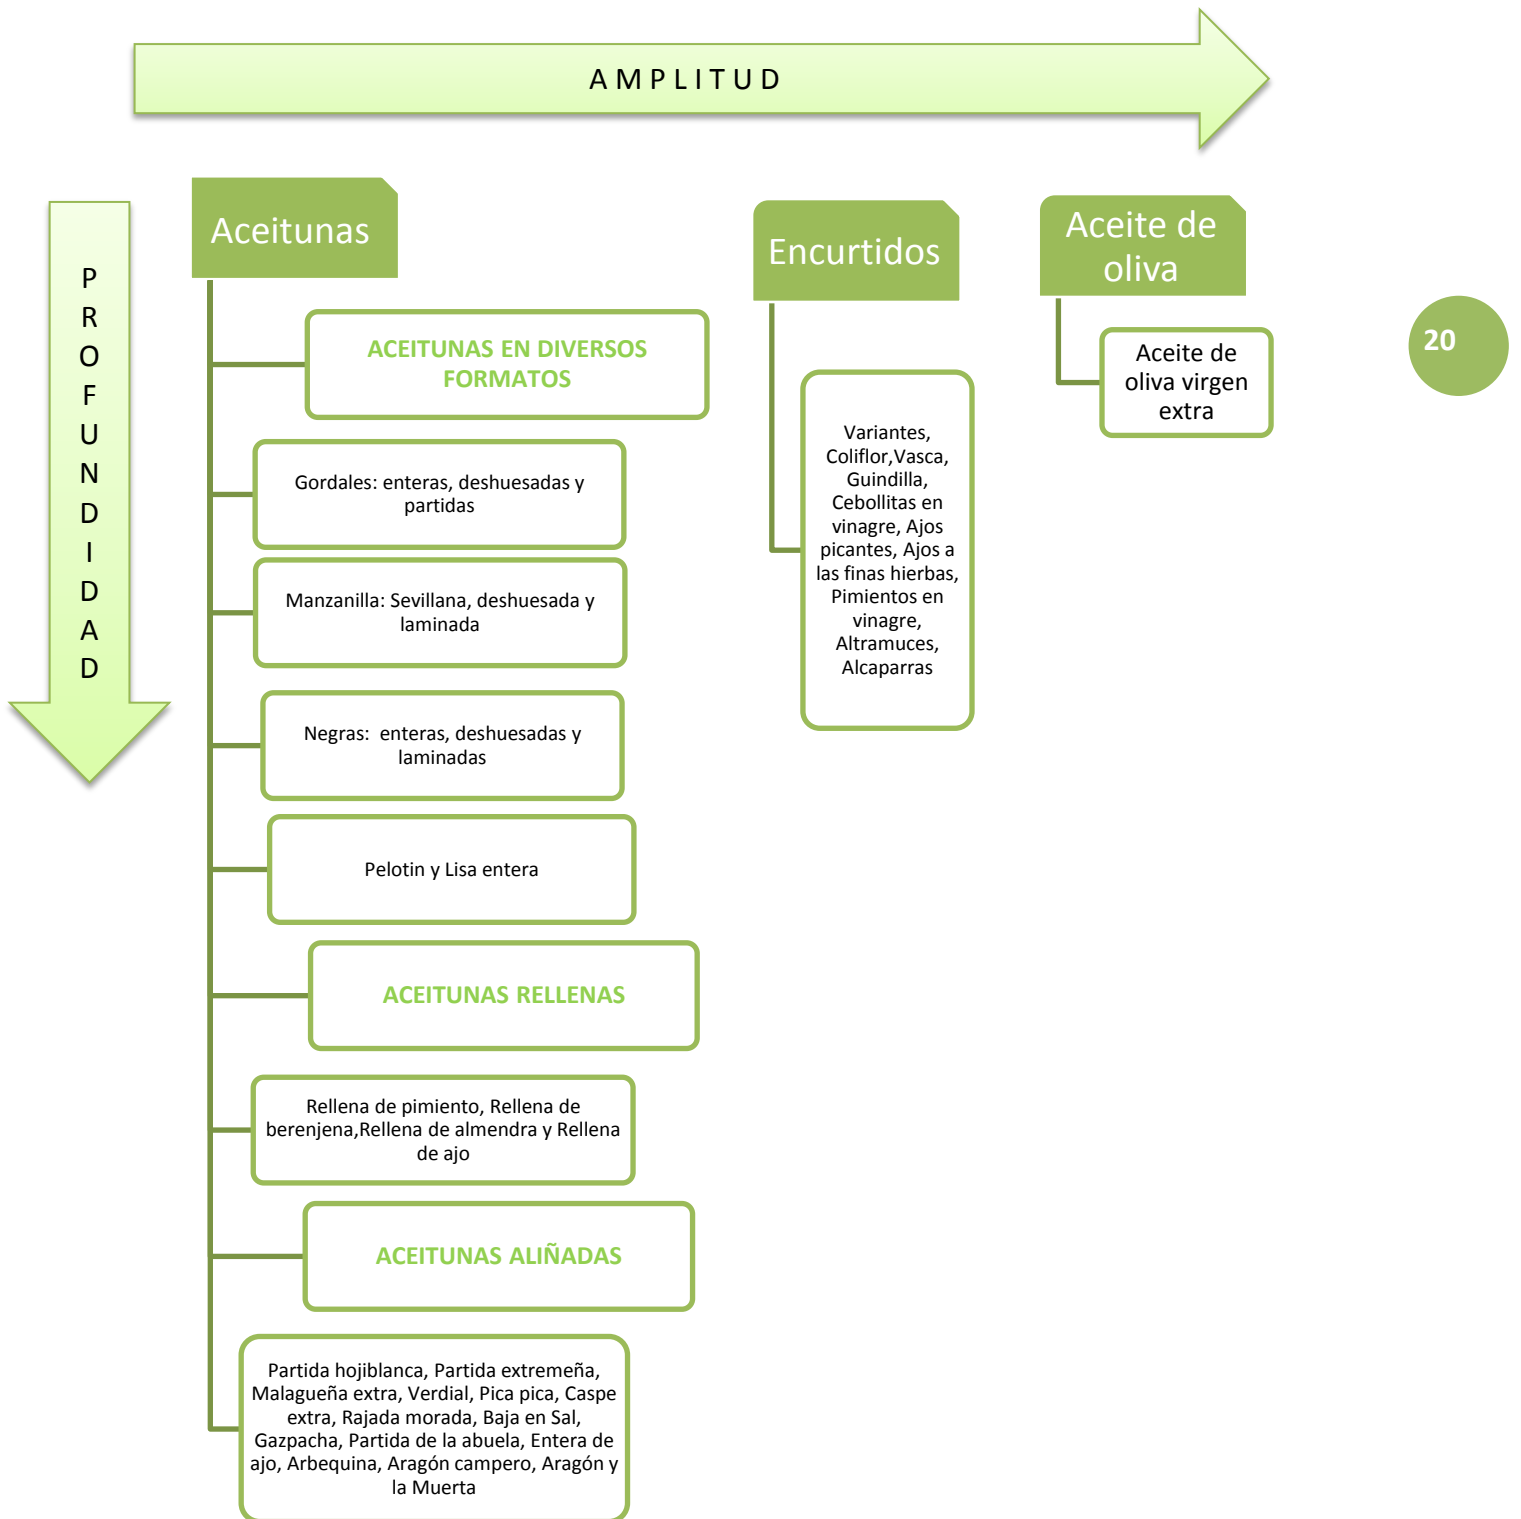 A M P L I T U D
P
R
O
F
U
N
D
I
D
A
D
Aceitunas
ACEITUNAS EN DIVERSOS
FORMATOS
Gordales: enteras, deshuesadas y
partidas
Manzanilla: Sevillana, deshuesada y
laminada
Negras:  enteras, deshuesadas y
laminadas
Pelotin y Lisa entera
ACEITUNAS RELLENAS
Rellena de pimiento, Rellena de
berenjena,Rellena de almendra y Rellena
de ajo
ACEITUNAS ALIÑADAS
Partida hojiblanca, Partida extremeña,
Malagueña extra, Verdial, Pica pica, Caspe
extra, Rajada morada, Baja en Sal,
Gazpacha, Partida de la abuela, Entera de
ajo, Arbequina, Aragón campero, Aragón y
la Muerta
Encurtidos
Variantes,
Coliflor,Vasca,
Guindilla,
Cebollitas en
vinagre, Ajos
picantes, Ajos a
las finas hierbas,
Pimientos en
vinagre,
Altramuces,
Alcaparras
Aceite de
oliva
Aceite de
oliva virgen
extra
20